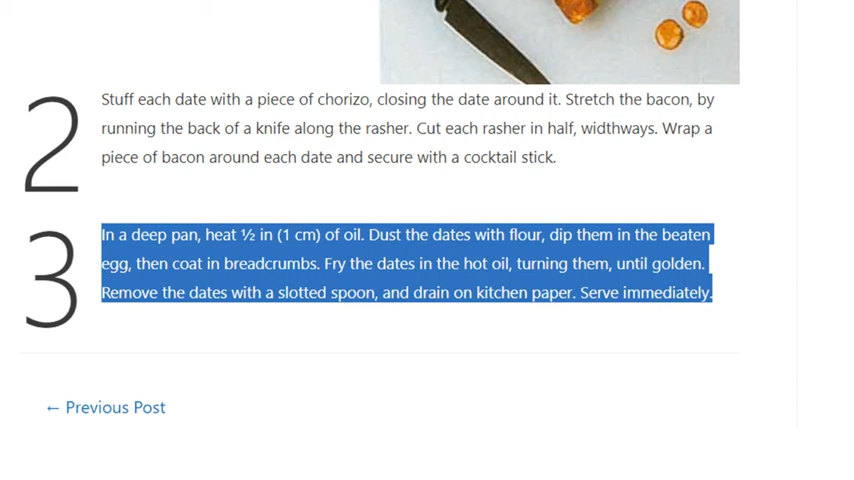 2
Stuff each date with a piece of chorizo, closing the date around it. Stretch the bacon, by
running the back of a knife along the rasher. Cut each rasher in half, widthways. Wrap a
piece of bacon around each date and secure with a cocktail stick.
3
In a deep pan, heat ½ in (1 cm) of oil. Dust the dates with flour, dip them in the beaten
egg, then coat in breadcrumbs. Fry the dates in the hot oil, turning them, until golden.
Remove the dates with a slotted spoon, and drain on kitchen paper. Serve immediately.
← Previous Post